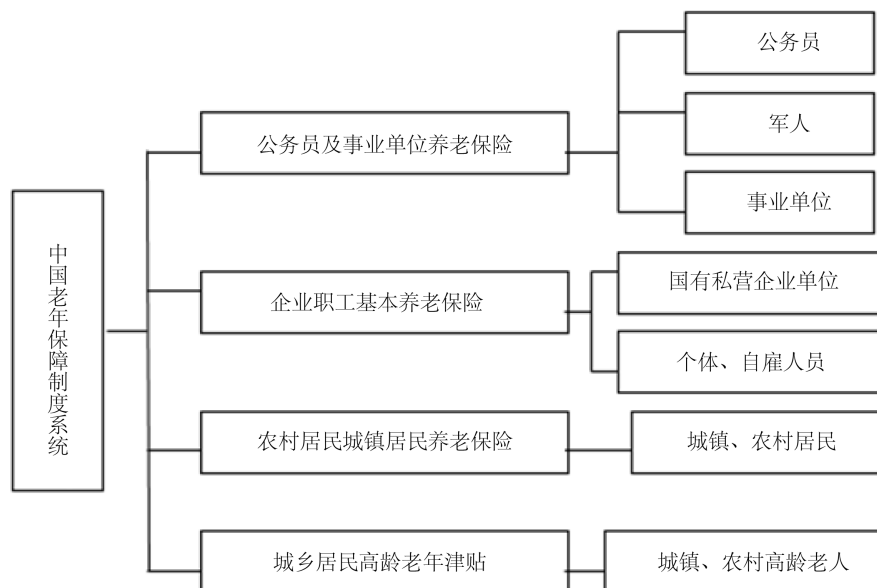 中国老年保障制度系统
公务员及事业单位养老保险
公务员
军人
事业单位
企业职工基本养老保险
国有私营企业单位
个体、自雇人员
农村居民城镇居民养老保险
城镇、农村居民
城乡居民高龄老年津贴
城镇、农村高龄老人